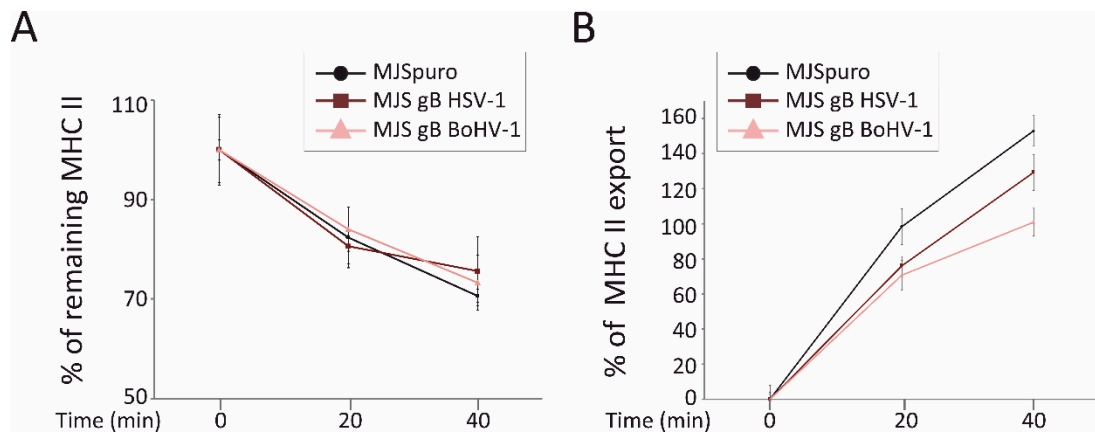 A
MJSpuro
MJS gB HSV-1
MJS gB BoHV-1
% of remaining MHC II
110
90
70
50
Time (min)
0
20
40
B
MJSpuro
MJS gB HSV-1
MJS gB BoHV-1
% of MHC II export
160
140
120
100
80
60
40
20
0
Time (min)
0
20
40